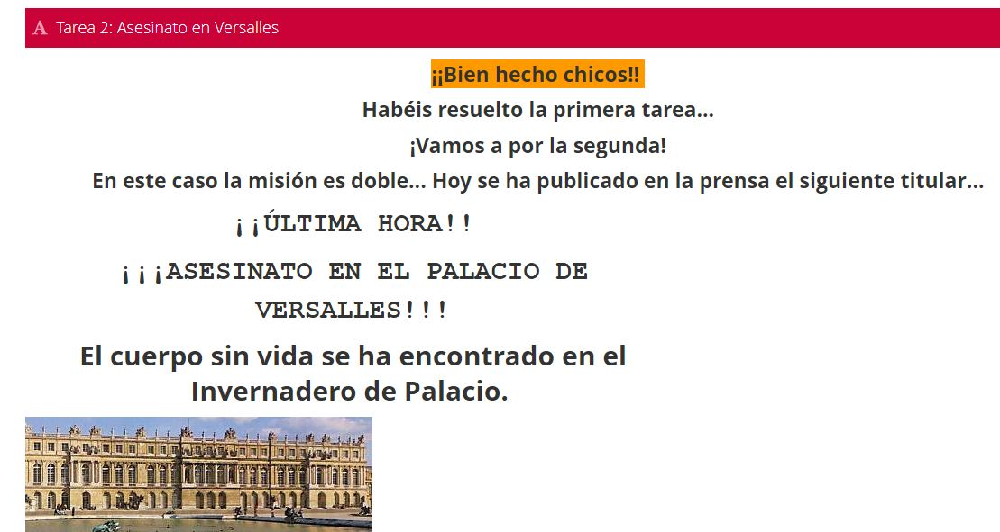 A Tarea 2: Asesinato en Versalles
¡¡Bien hecho chicos!!
Habéis resuelto la primera tarea...
¡Vamos a por la segunda!
En este caso la misión es doble... Hoy se ha publicado en la prensa el siguiente titular...
¡¡ÚLTIMA HORA!!
¡¡¡ASESINATO EN EL PALACIO DE
VERSALLES!!!
El cuerpo sin vida se ha encontrado en el
Invernadero de Palacio.